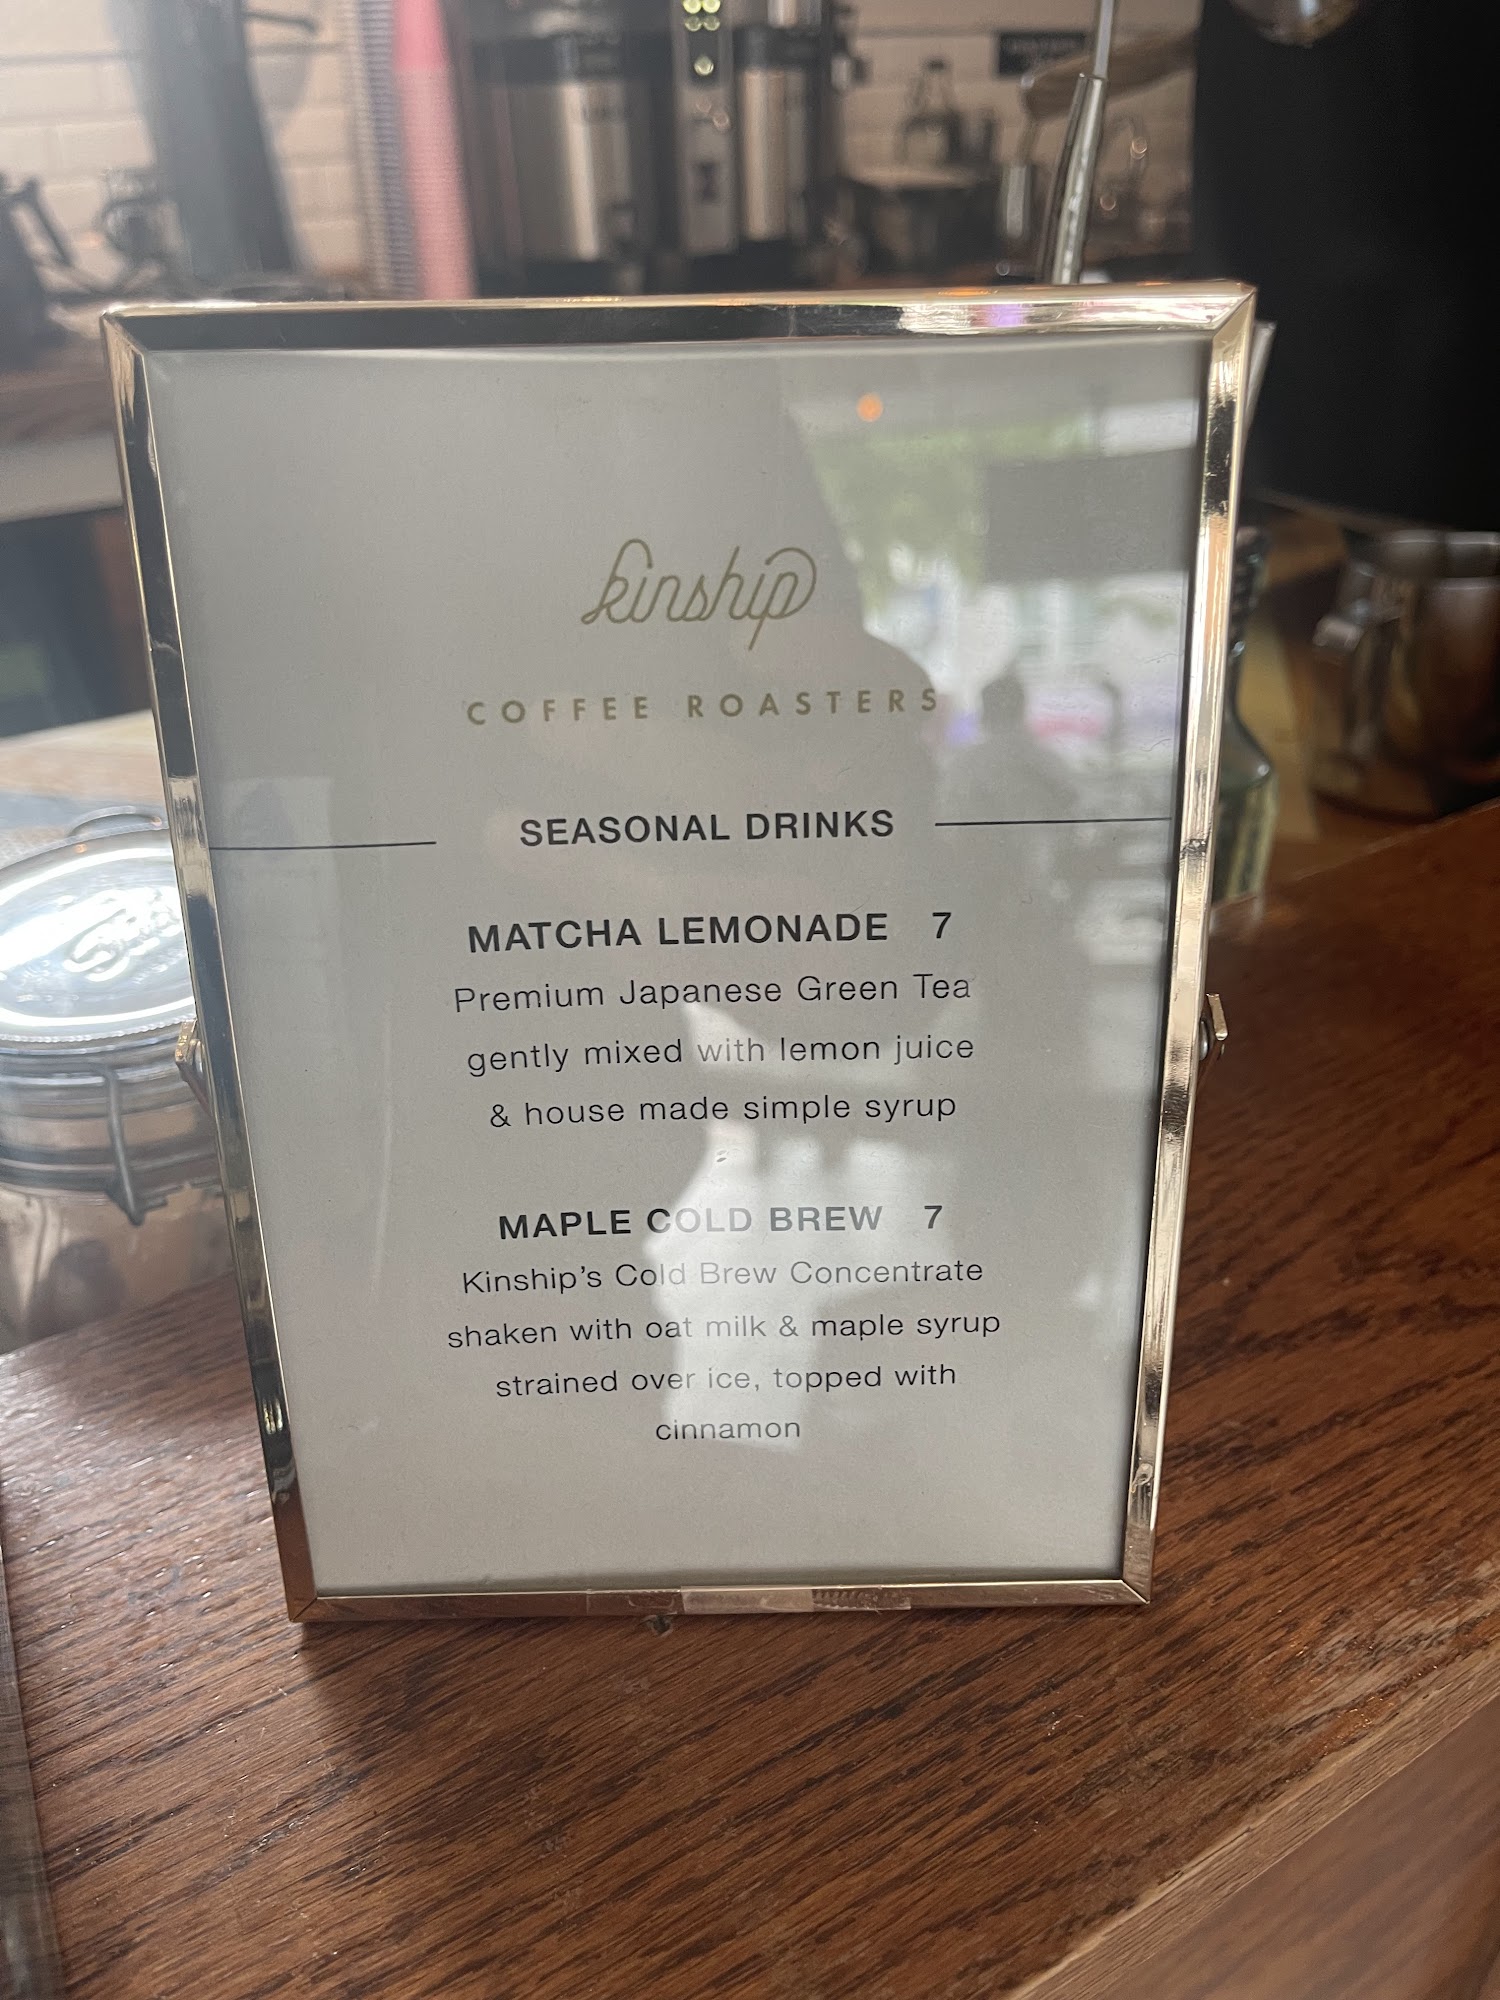 kinship
COFFEE ROASTERS
SEASONAL DRINKS
MATCHA LEMONADE 7
Premium Japanese Green Tea
gently mixed with lemon juice
& house made simple syrup
MAPLE COLD BREW 7
Kinship's Cold Brew Concentrate
shaken with oat milk & maple syrup
strained over ice, topped with
cinnamon